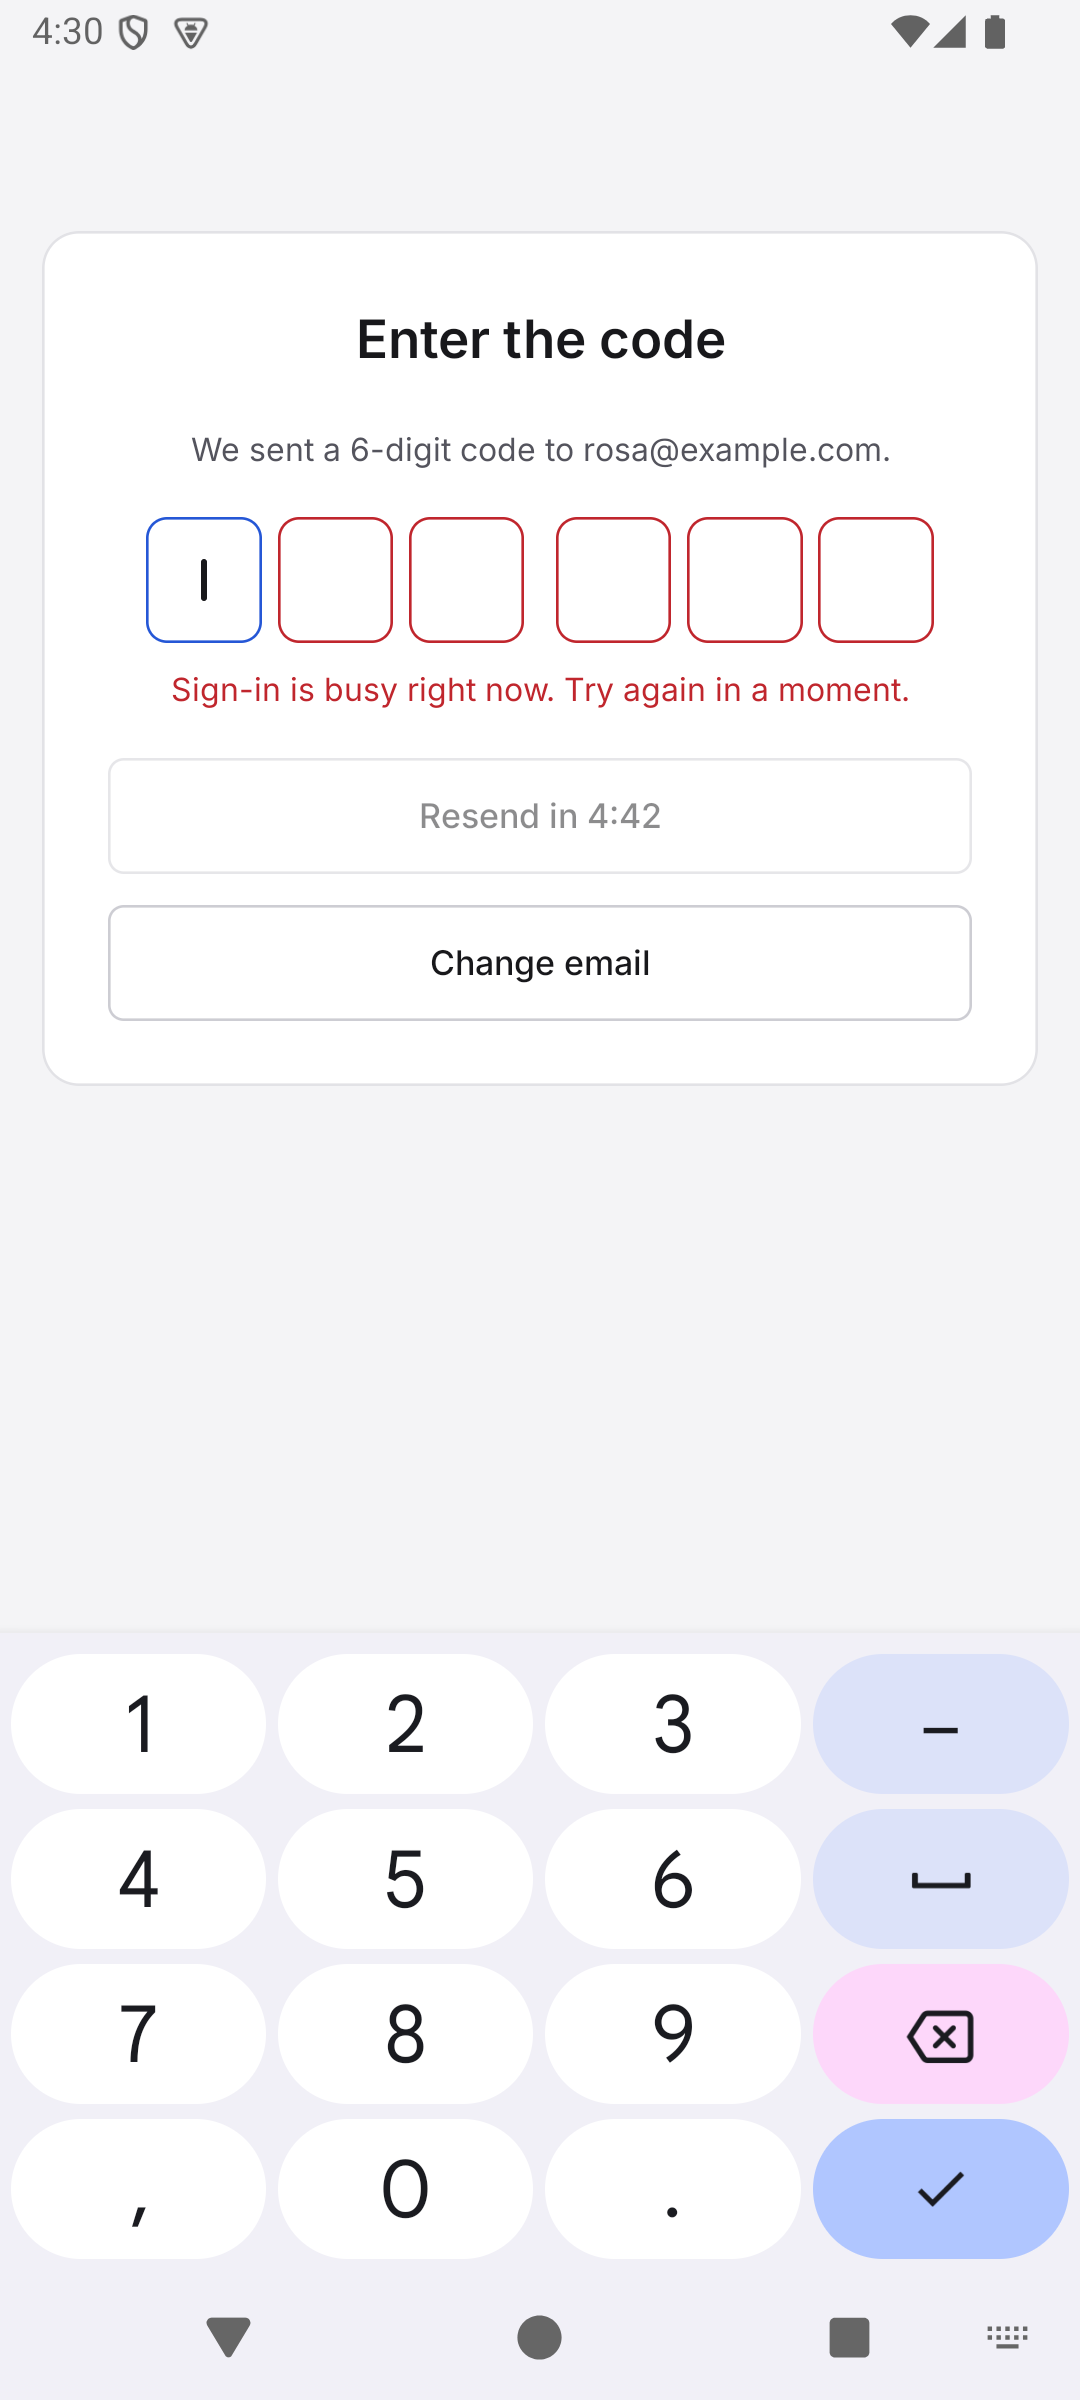 4:30
Enter the code
We sent a 6-digit code to rosa@example.com.
Sign-in is busy right now. Try again in a moment.
Resend in 4:42
Change email
1 2 3 –
4 5 6
7 8 9
, 0 .